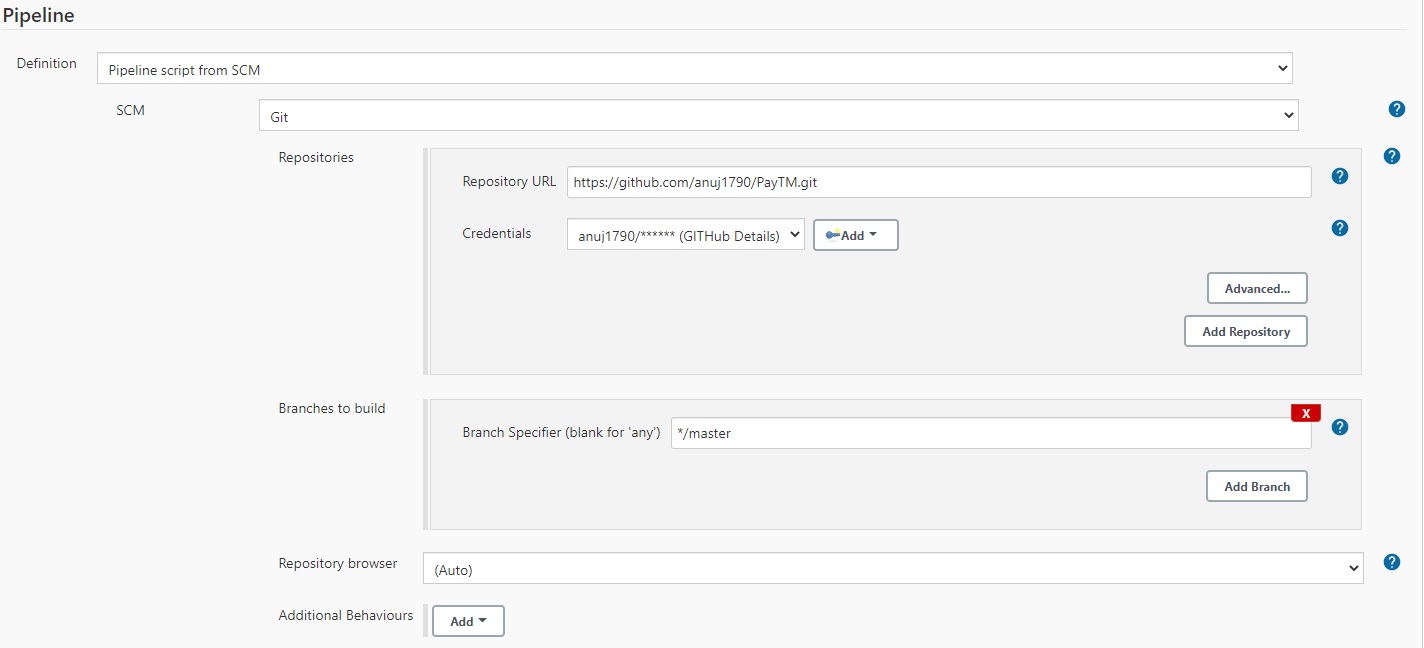 Pipeline
Definition
Pipeline script from SCM
SCM
Git
?
Repositories
?
Repository URL
https://github.com/anuj1790/PayTM.git
?
Credentials
anuj1790/****** (GITHub Details)
Add
?
Advanced...
Add Repository
Branches to build
X
Branch Specifier (blank for 'any')
*/master
?
Add Branch
Repository browser
(Auto)
?
Additional Behaviours
Add